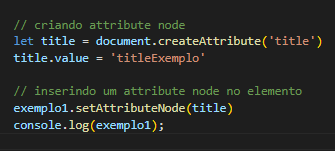 // criando attribute node
let title = document.createAttribute('title')
title.value = 'titleExemplo'
// inserindo um attribute node no elemento
exemplo1.setAttributeNode(title)
console.log(exemplo1);